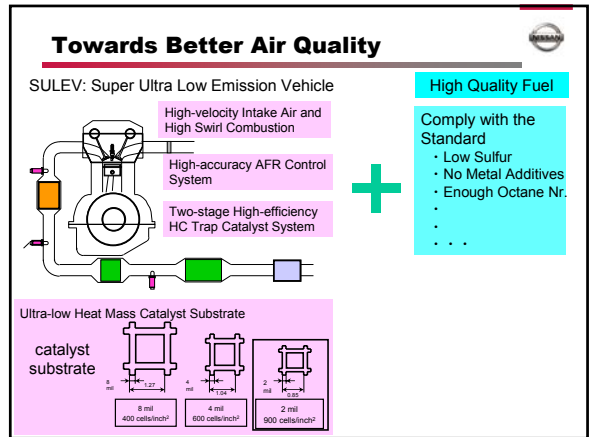 Towards Better Air Quality
NISSAN
SULEV: Super Ultra Low Emission Vehicle
High-velocity Intake Air and
High Swirl Combustion
High-accuracy AFR Control
System
Two-stage High-efficiency
HC Trap Catalyst System
High Quality Fuel
Comply with the
Standard
・Low Sulfur
・No Metal Additives
・Enough Octane Nr.
・
・
・・・
Ultra-low Heat Mass Catalyst Substrate
catalyst
substrate
8
mil
1.27
8 mil
400 cells/inch²
4
mil
1.04
4 mil
600 cells/inch²
2
mil
0.85
2 mil
900 cells/inch²